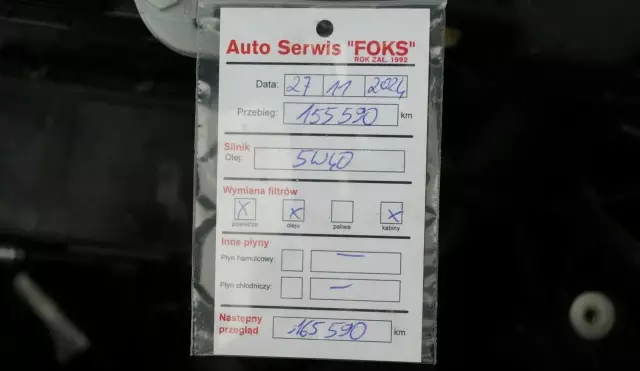 Auto Serwis "FOKS"
ROK ZAŁ. 1992
Data: 27 11 2024
Przebieg: 155590 km
Silnik
Olej: 5W40
Wymiana filtrów
X X X
powietrza oleju paliwa kabiny
Inne płyny
Płyn hamulcowy: —
Płyn chłodniczy: —
Następny
przegląd 165590 km